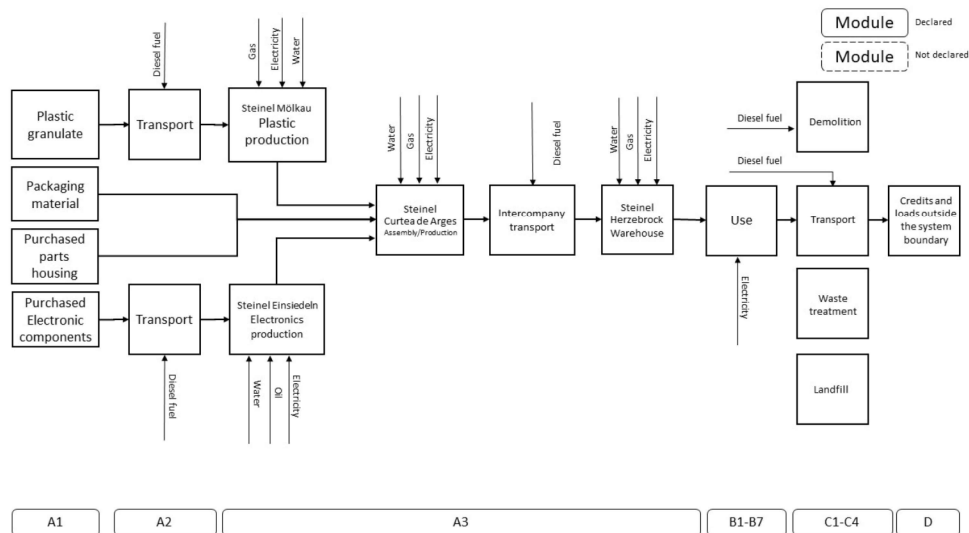 Module
Declared
Module
Not declared
Diesel fuel
Gas
Electricity
Water
Plastic
granulate
Transport
Steinel Mölkau
Plastic
production
Diesel fuel
Demolition
Packaging
material
Water
Gas
Electricity
Diesel fuel
Water
Gas
Electricity
Diesel fuel
Purchased
parts
housing
Steinel
Curtea de Arges
Assembly/Production
Intercompany
transport
Steinel
Herzebrock
Warehouse
Use
Transport
Credits and
loads outside
the system
boundary
Purchased
Electronic
components
Transport
Steinel Einsiedeln
Electronics
production
Electricity
Waste
treatment
Diesel fuel
Water
Oil
Electricity
Landfill
A1
A2
A3
B1-B7
C1-C4
D